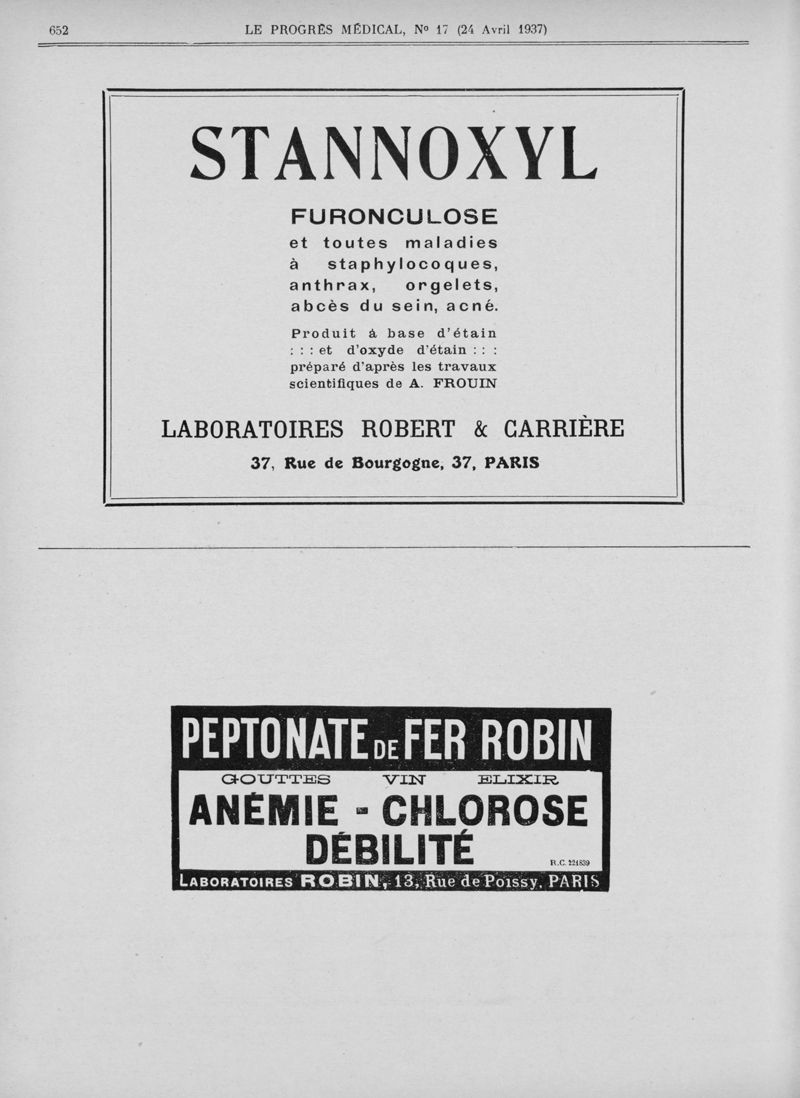 652
LE PROGRÈS MÉDICAL, Nº 17 (24 Avril 1937)
STANNOXYL
FURONCULOSE
et toutes maladies
à staphylocoques,
anthrax, orgelets,
abcès du sein, acné.
Produit à base d'étain
: : : et d'oxyde d'étain : : :
préparé d'après les travaux
scientifiques de A. FROUIN
LABORATOIRES ROBERT & CARRIÈRE
37, Rue de Bourgogne, 37, PARIS
PEPTONATE DE FER ROBIN
GOUTTES VIN ELIXIR
ANÉMIE - CHLOROSE
DÉBILITÉ
R.C. 221839
LABORATOIRES ROBIN, 13, Rue de Poissy. PARIS